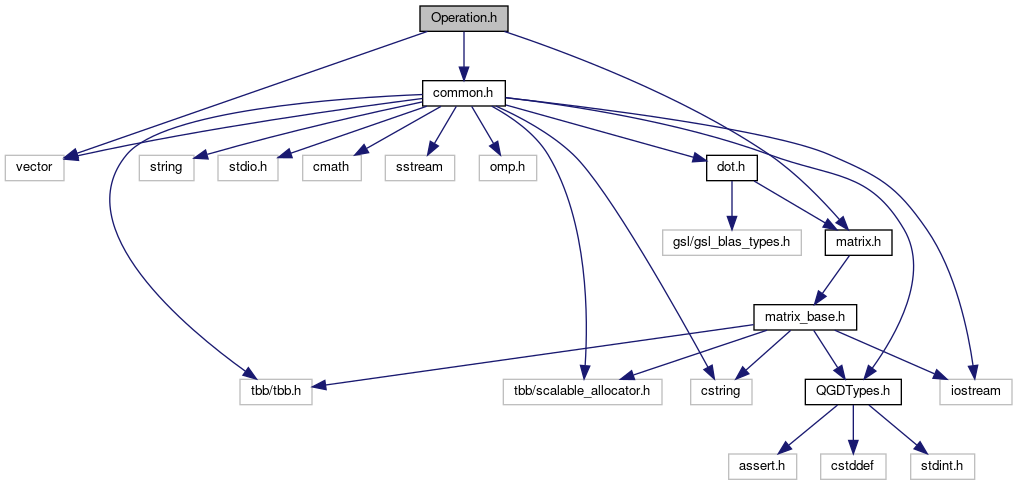 Operation.h
common.h
vector
string
stdio.h
cmath
sstream
omp.h
dot.h
gsl/gsl_blas_types.h
matrix.h
matrix_base.h
tbb/tbb.h
tbb/scalable_allocator.h
cstring
QGDTypes.h
iostream
assert.h
cstddef
stdint.h